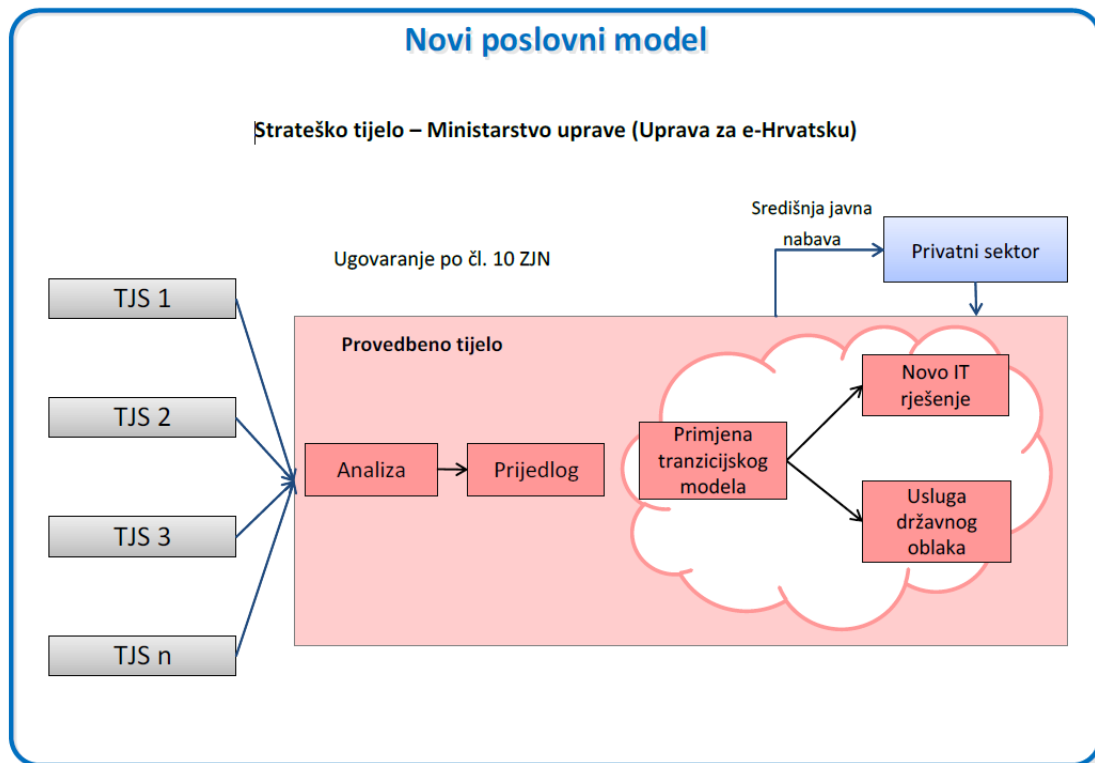 Novi poslovni model
Strateško tijelo – Ministarstvo uprave (Uprava za e-Hrvatsku)
Središnja javna
nabava
Privatni sektor
Ugovaranje po čl. 10 ZJN
TJS 1
TJS 2
TJS 3
TJS n
Provedbeno tijelo
Analiza
Prijedlog
Primjena
tranzicijskog
modela
Novo IT
rješenje
Usluga
državnog
oblaka